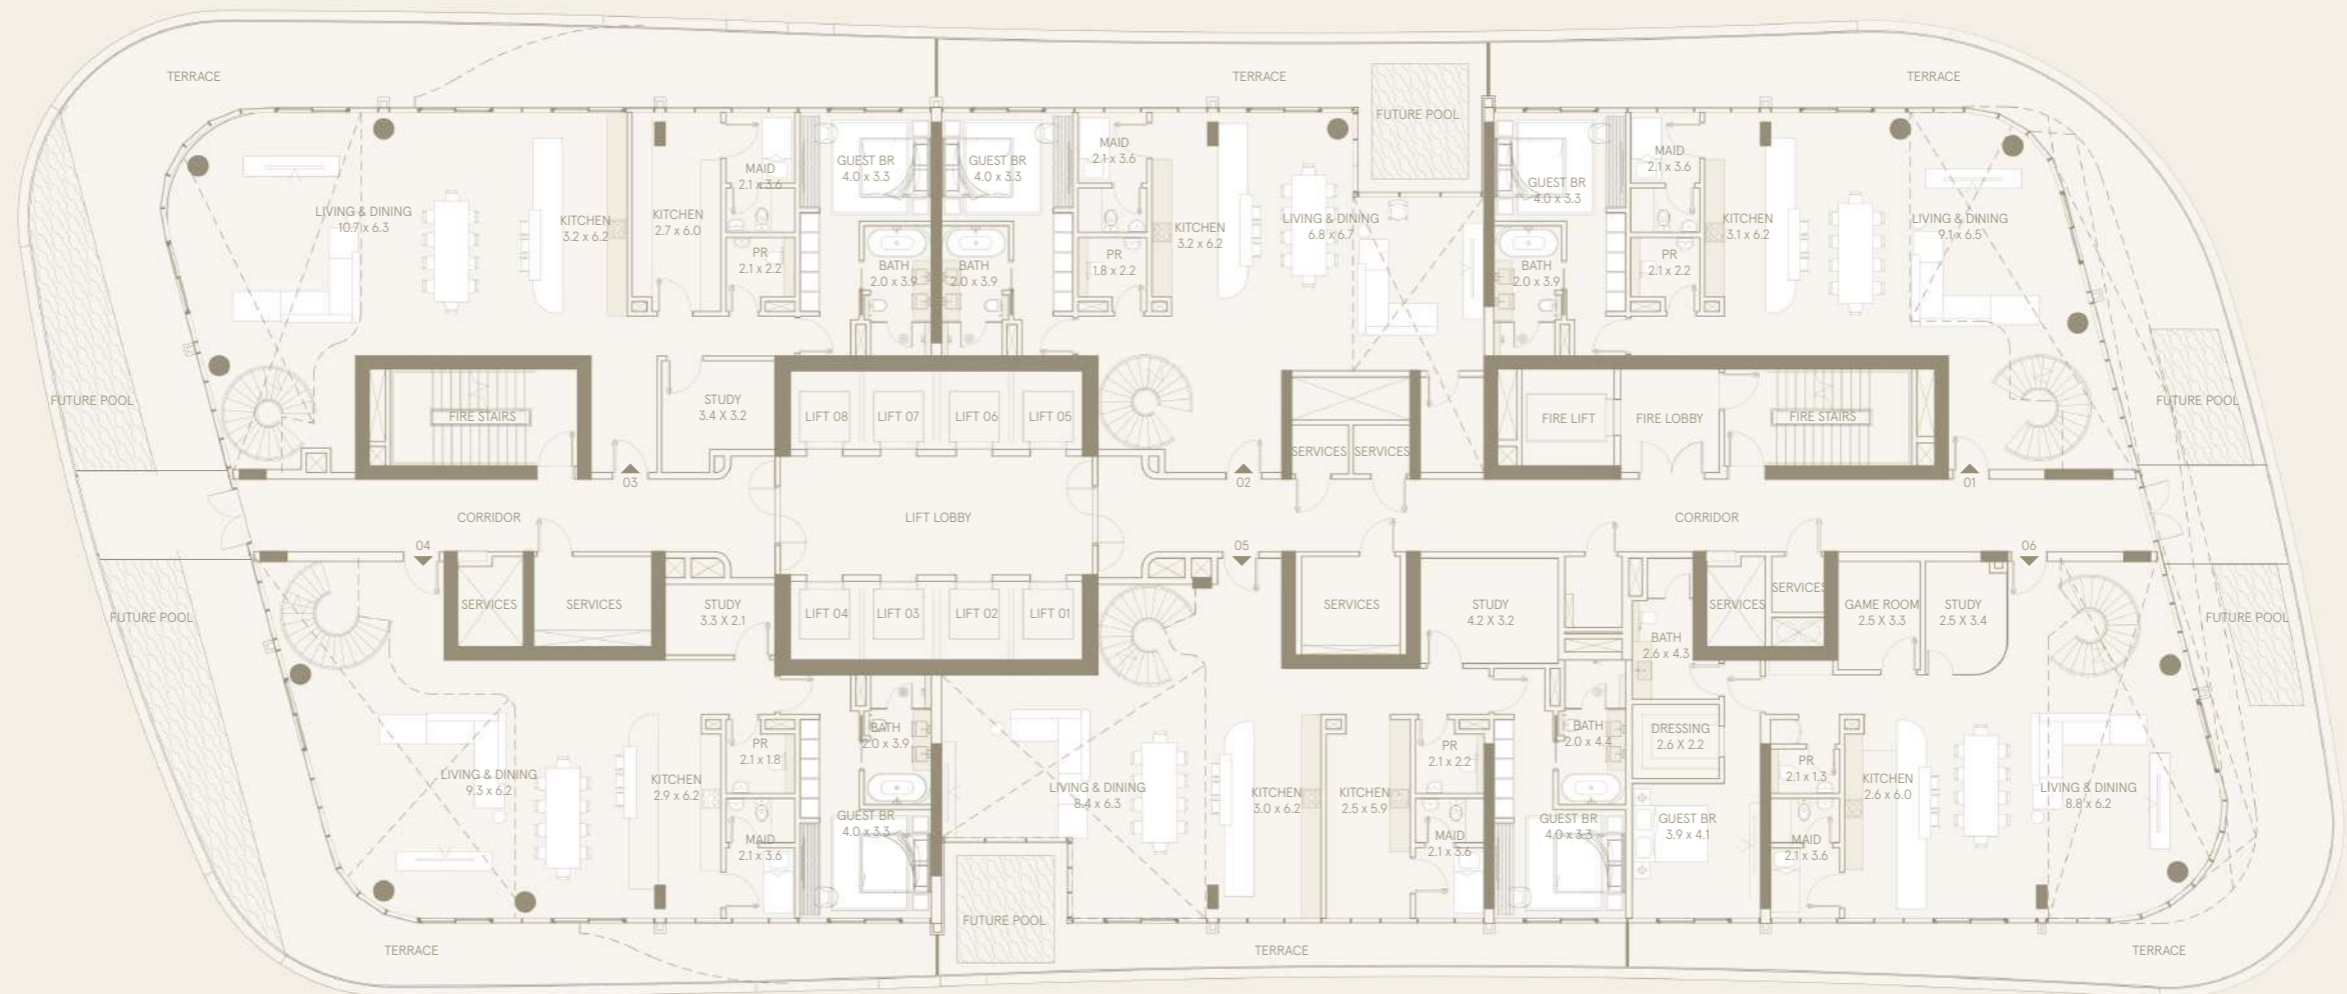 TERRACE
TERRACE
TERRACE
FUTURE POOL
GUEST BR
4.0 x 3.3
GUEST BR
4.0 x 3.3
MAID
2.1 x 3.6
MAID
2.1 x 3.6
MAID
2.1 x 3.6
GUEST BR
4.0 x 3.3
LIVING & DINING
10.7 x 6.3
KITCHEN
3.2 x 6.2
KITCHEN
2.7 x 6.0
KITCHEN
3.2 x 6.2
LIVING & DINING
6.8 x 6.7
KITCHEN
3.1 x 6.2
LIVING & DINING
9.1 x 6.5
PR
2.1 x 2.2
BATH
2.0 x 3.9
BATH
2.0 x 3.9
PR
1.8 x 2.2
BATH
2.0 x 3.9
PR
2.1 x 2.2
FUTURE POOL
FIRE STAIRS
STUDY
3.4 X 3.2
LIFT 08
LIFT 07
LIFT 06
LIFT 05
SERVICES
SERVICES
FIRE LIFT
FIRE LOBBY
FIRE STAIRS
FUTURE POOL
03
02
01
CORRIDOR
LIFT LOBBY
CORRIDOR
04
05
06
FUTURE POOL
SERVICES
SERVICES
STUDY
3.3 X 2.1
LIFT 04
LIFT 03
LIFT 02
LIFT 01
SERVICES
STUDY
4.2 X 3.2
BATH
2.6 x 4.3
SERVICES
SERVICES
GAME ROOM
2.5 X 3.3
STUDY
2.5 X 3.4
FUTURE POOL
LIVING & DINING
9.3 x 6.2
KITCHEN
2.9 x 6.2
PR
2.1 x 1.8
BATH
2.0 x 3.9
LIVING & DINING
8.4 x 6.3
KITCHEN
3.0 x 6.2
KITCHEN
2.5 x 5.9
PR
2.1 x 2.2
BATH
2.0 x 4.4
DRESSING
2.6 X 2.2
PR
2.1 x 1.3
KITCHEN
2.6 x 6.0
LIVING & DINING
8.8 x 6.2
MAID
2.1 x 3.6
GUEST BR
4.0 x 3.3
MAID
2.1 x 3.6
GUEST BR
4.0 x 3.3
GUEST BR
3.9 x 4.1
MAID
2.1 x 3.6
FUTURE POOL
TERRACE
TERRACE
TERRACE